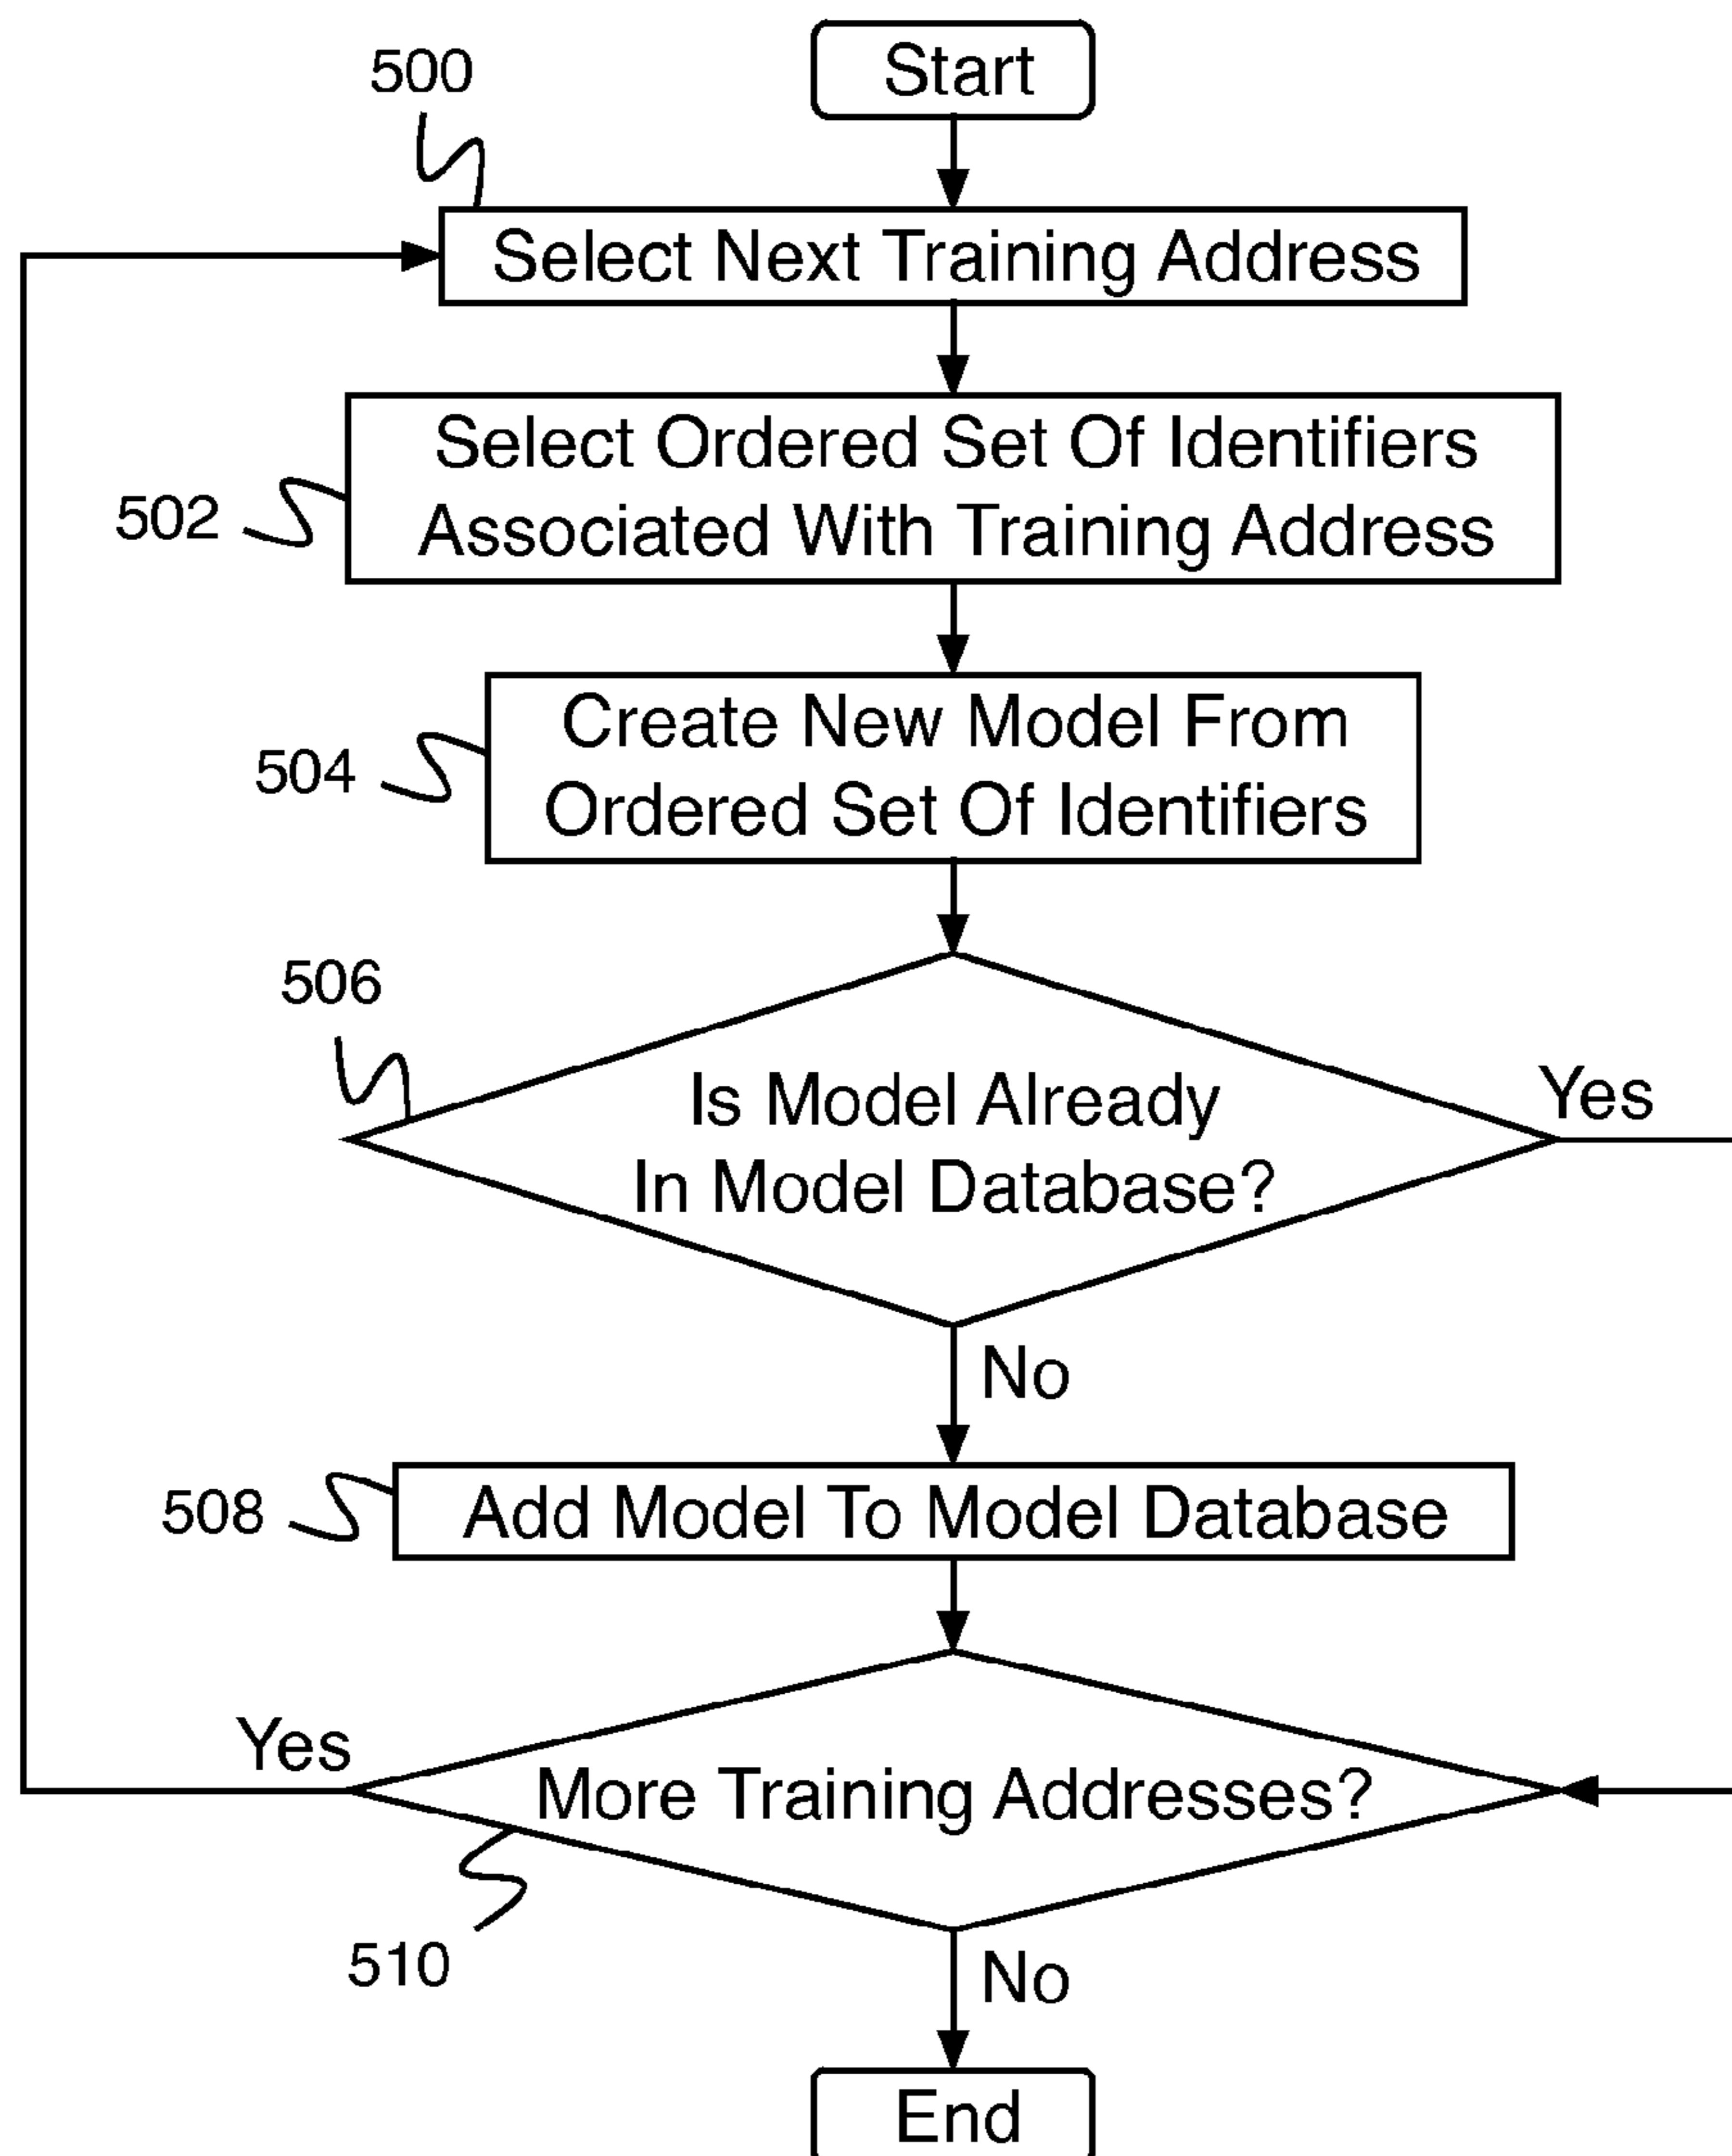 Start
500
Select Next Training Address
Select Ordered Set Of Identifiers
Associated With Training Address
502
Create New Model From
Ordered Set Of Identifiers
504
506
Is Model Already
In Model Database?
Yes
No
508
Add Model To Model Database
Yes
More Training Addresses?
510
No
End